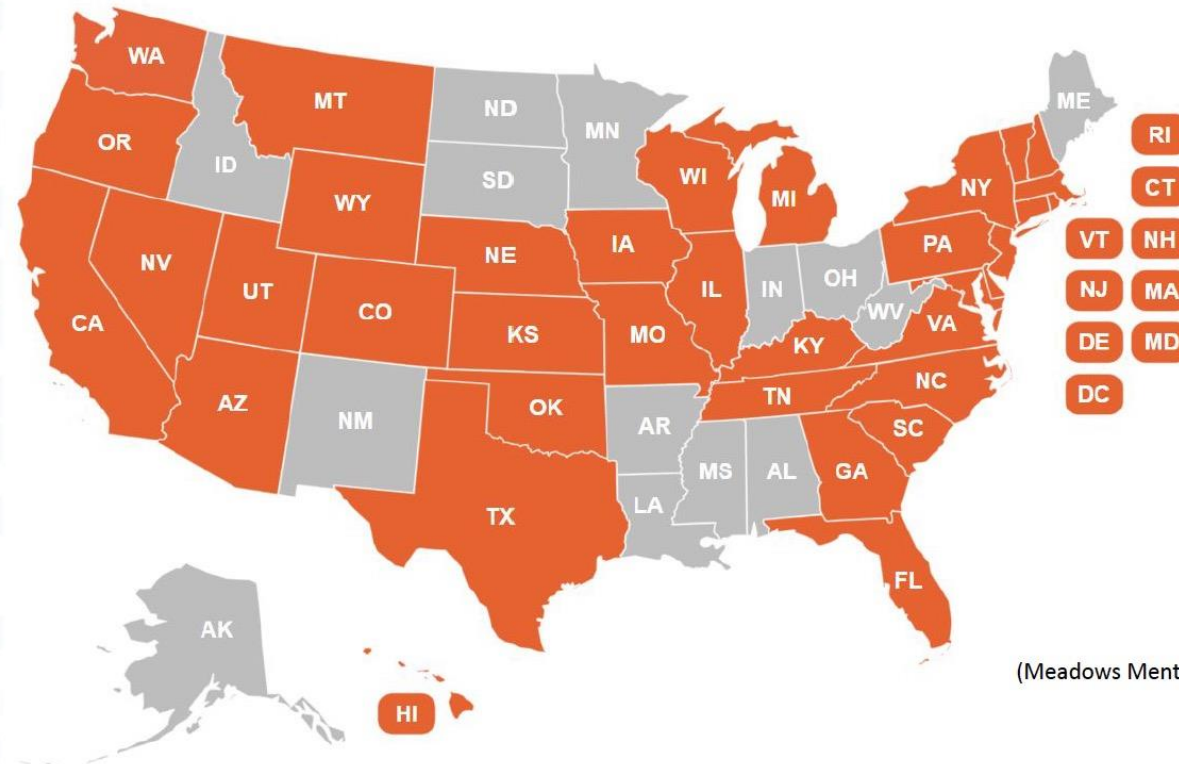 WA
MT
ND
MN
ME
OR
ID
SD
WI
MI
NY
RI
WY
CT
IA
PA
VT NH
NV
NE
UT
CO
IL
IN
OH
NJ MA
CA
KS
MO
WV
VA
KY
DE MD
AZ
NM
OK
TN
NC
DC
AR
SC
MS
AL
GA
LA
TX
FL
AK
HI
(Meadows Ment